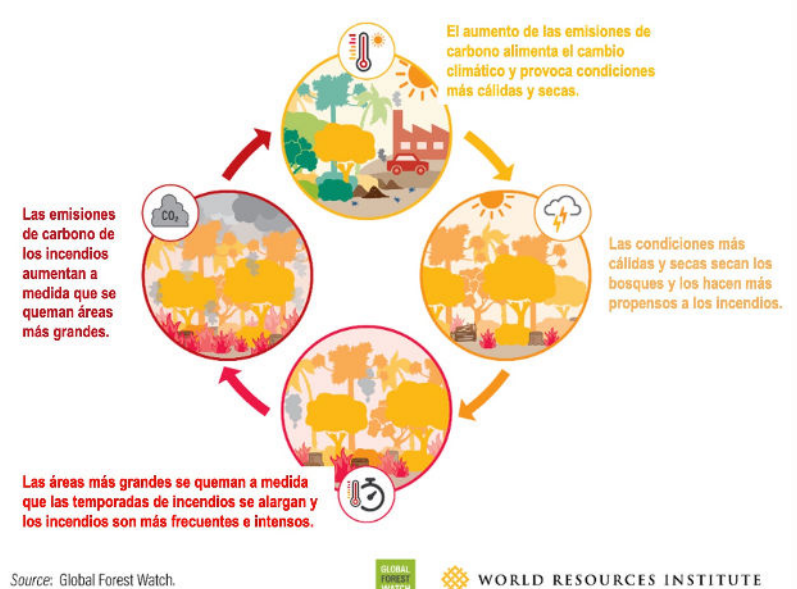 El aumento de las emisiones de
carbono alimenta el cambio
climático y provoca condiciones
más cálidas y secas.
Las condiciones más
cálidas y secas secan los
bosques y los hacen más
propensos a los incendios.
Las áreas más grandes se queman a medida
que las temporadas de incendios se alargan y
los incendios son más frecuentes e intensos.
Las emisiones
de carbono de
los incendios
aumentan a
medida que se
queman áreas
más grandes.
CO₂
Source: Global Forest Watch.
GLOBAL
FOREST
WATCH
WORLD RESOURCES INSTITUTE